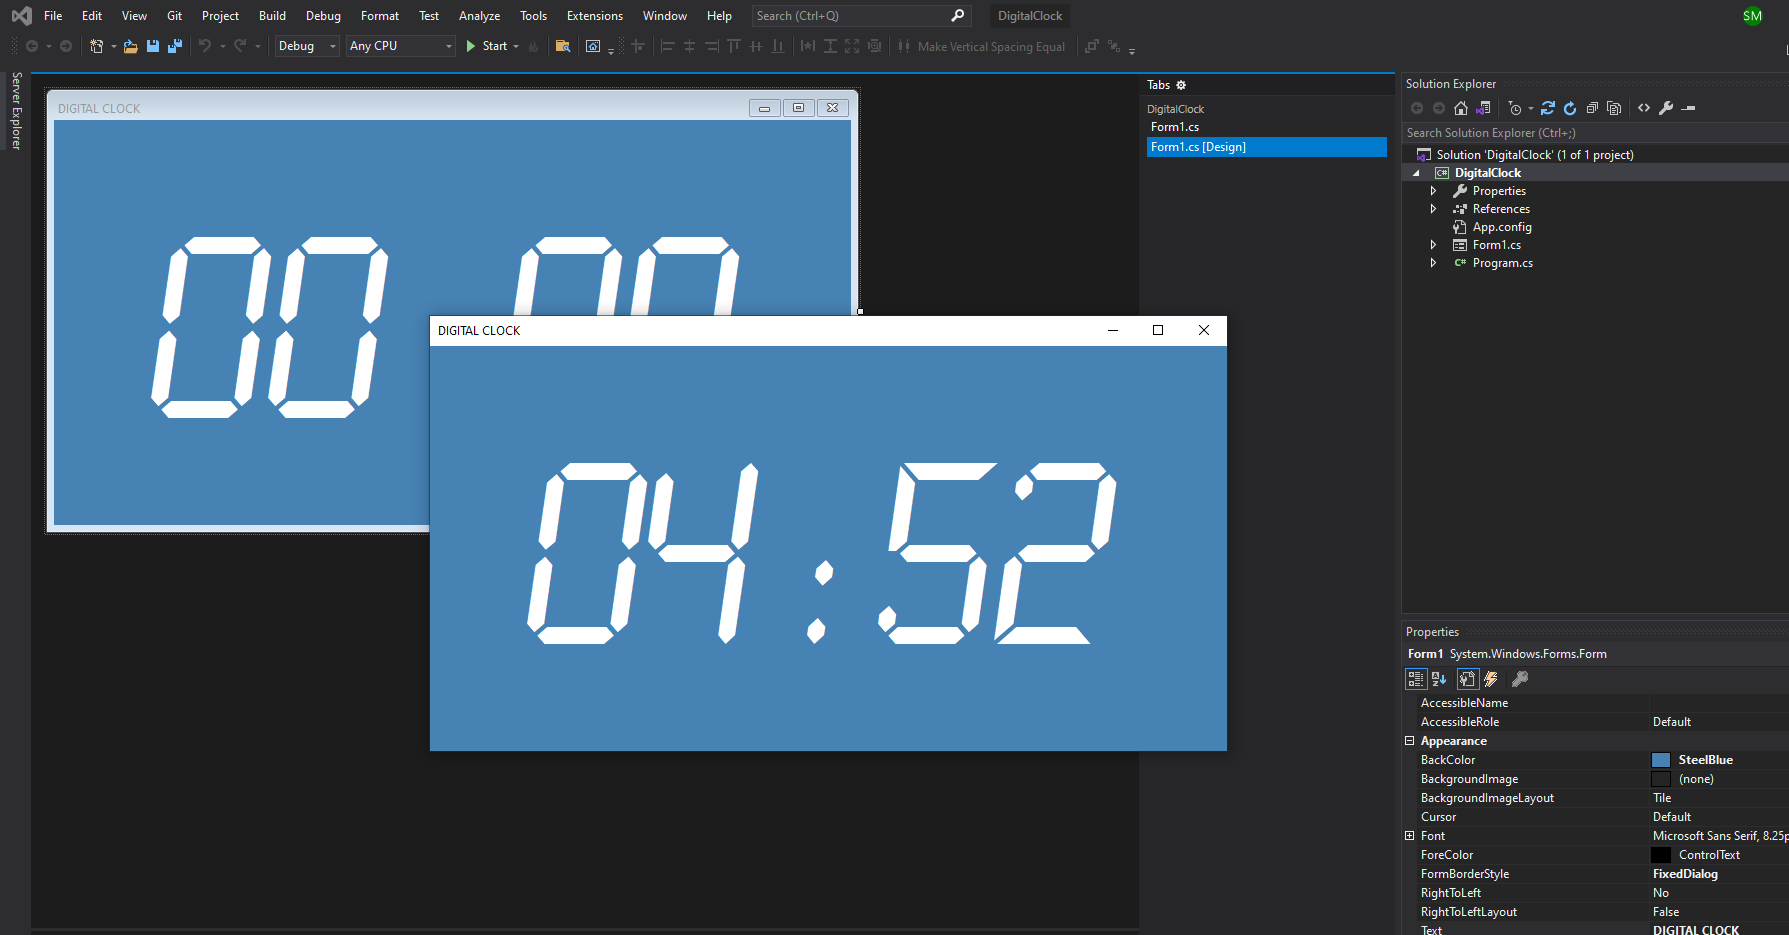 File Edit View Git Project Build Debug Format Test Analyze Tools Extensions Window Help Search (Ctrl+Q) DigitalClock SM
Debug Any CPU Start Make Vertical Spacing Equal
Server Explorer
DIGITAL CLOCK
00 00
DIGITAL CLOCK
04:52
Tabs
DigitalClock
Form1.cs
Form1.cs [Design]
Solution Explorer
Search Solution Explorer (Ctrl+;)
Solution 'DigitalClock' (1 of 1 project)
C# DigitalClock
Properties
References
App.config
Form1.cs
C# Program.cs
Properties
Form1 System.Windows.Forms.Form
AccessibleName
AccessibleRole Default
Appearance
BackColor SteelBlue
BackgroundImage (none)
BackgroundImageLayout Tile
Cursor Default
Font Microsoft Sans Serif, 8.25p
ForeColor ControlText
FormBorderStyle FixedDialog
RightToLeft No
RightToLeftLayout False
Text DIGITAL CLOCK